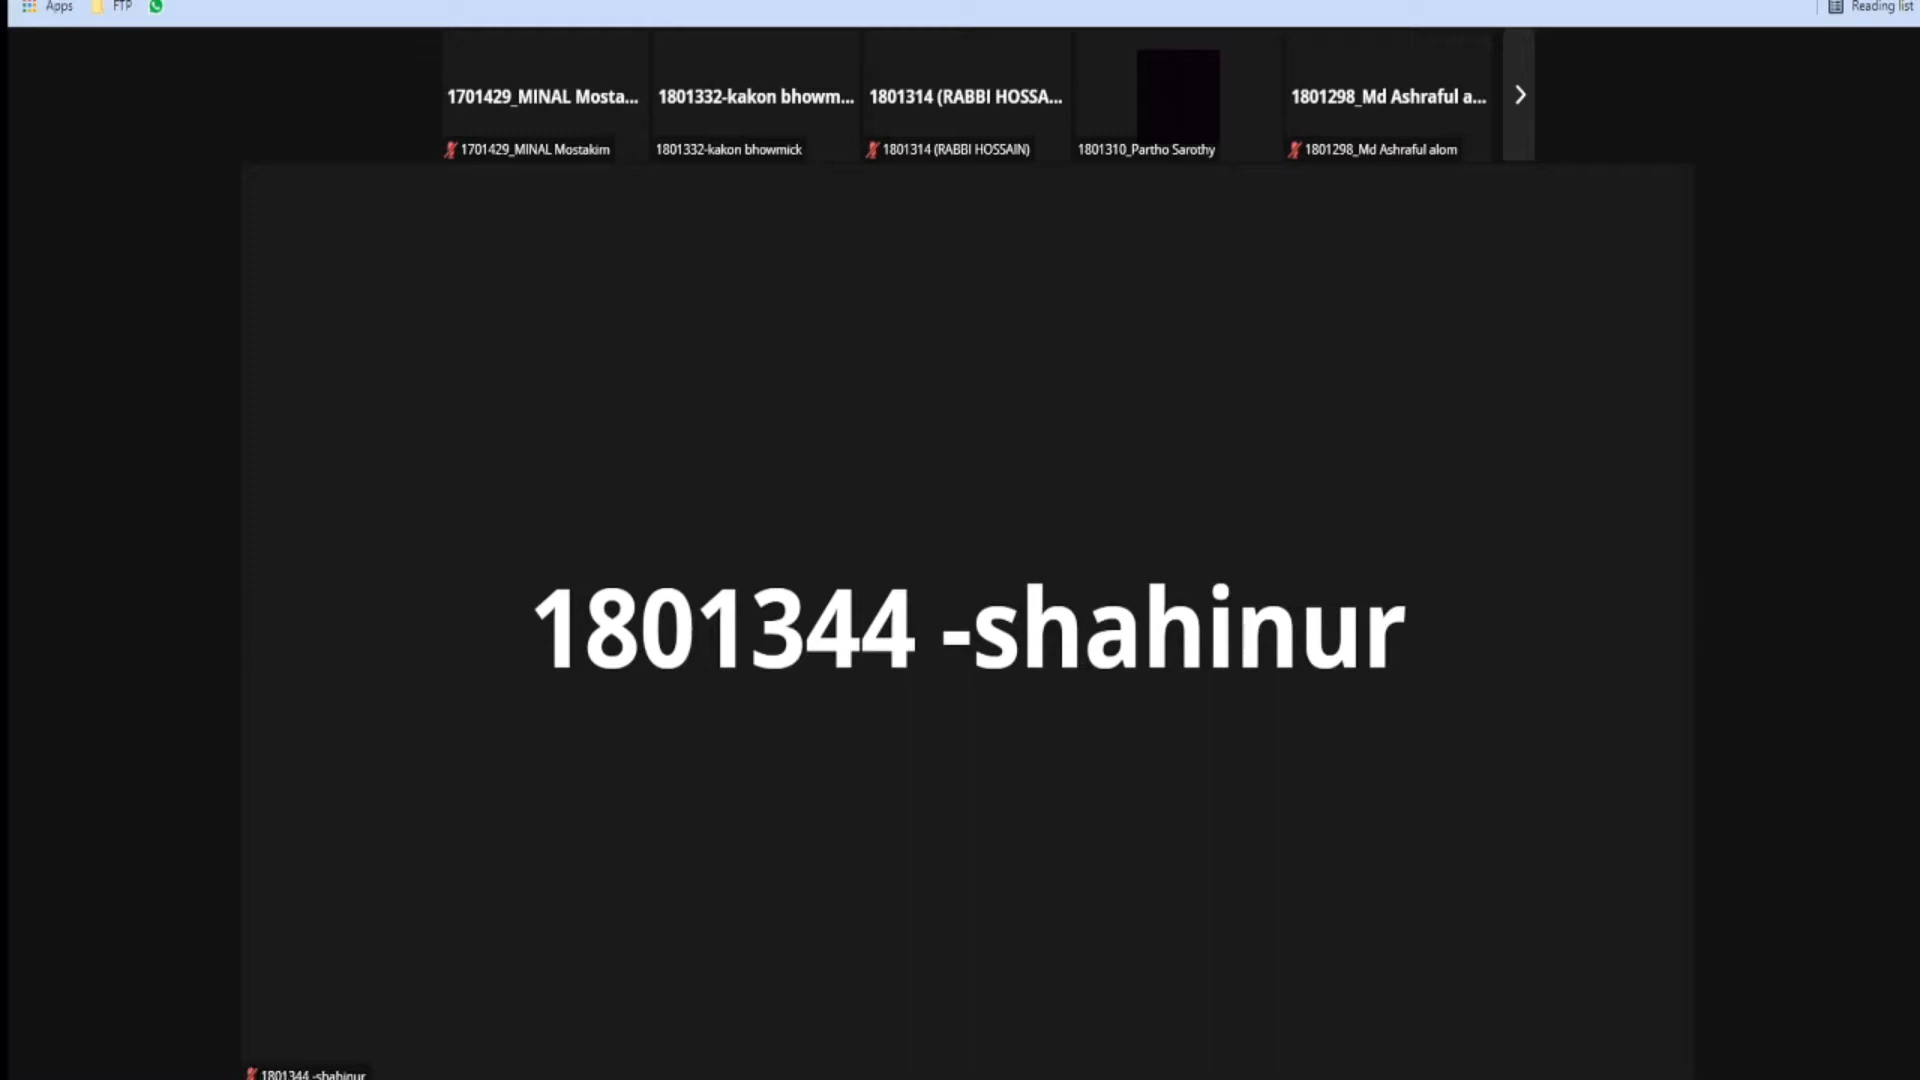 Apps FTP Reading list
1701429_MINAL Mosta... 1801332-kakon bhowm... 1801314 (RABBI HOSSA... 1801298_Md Ashraful a...
1701429_MINAL Mostakim 1801332-kakon bhowmick 1801314 (RABBI HOSSAIN) 1801310_Partho Sarothy 1801298_Md Ashraful alom
1801344 -shahinur
1801344 -shahinur